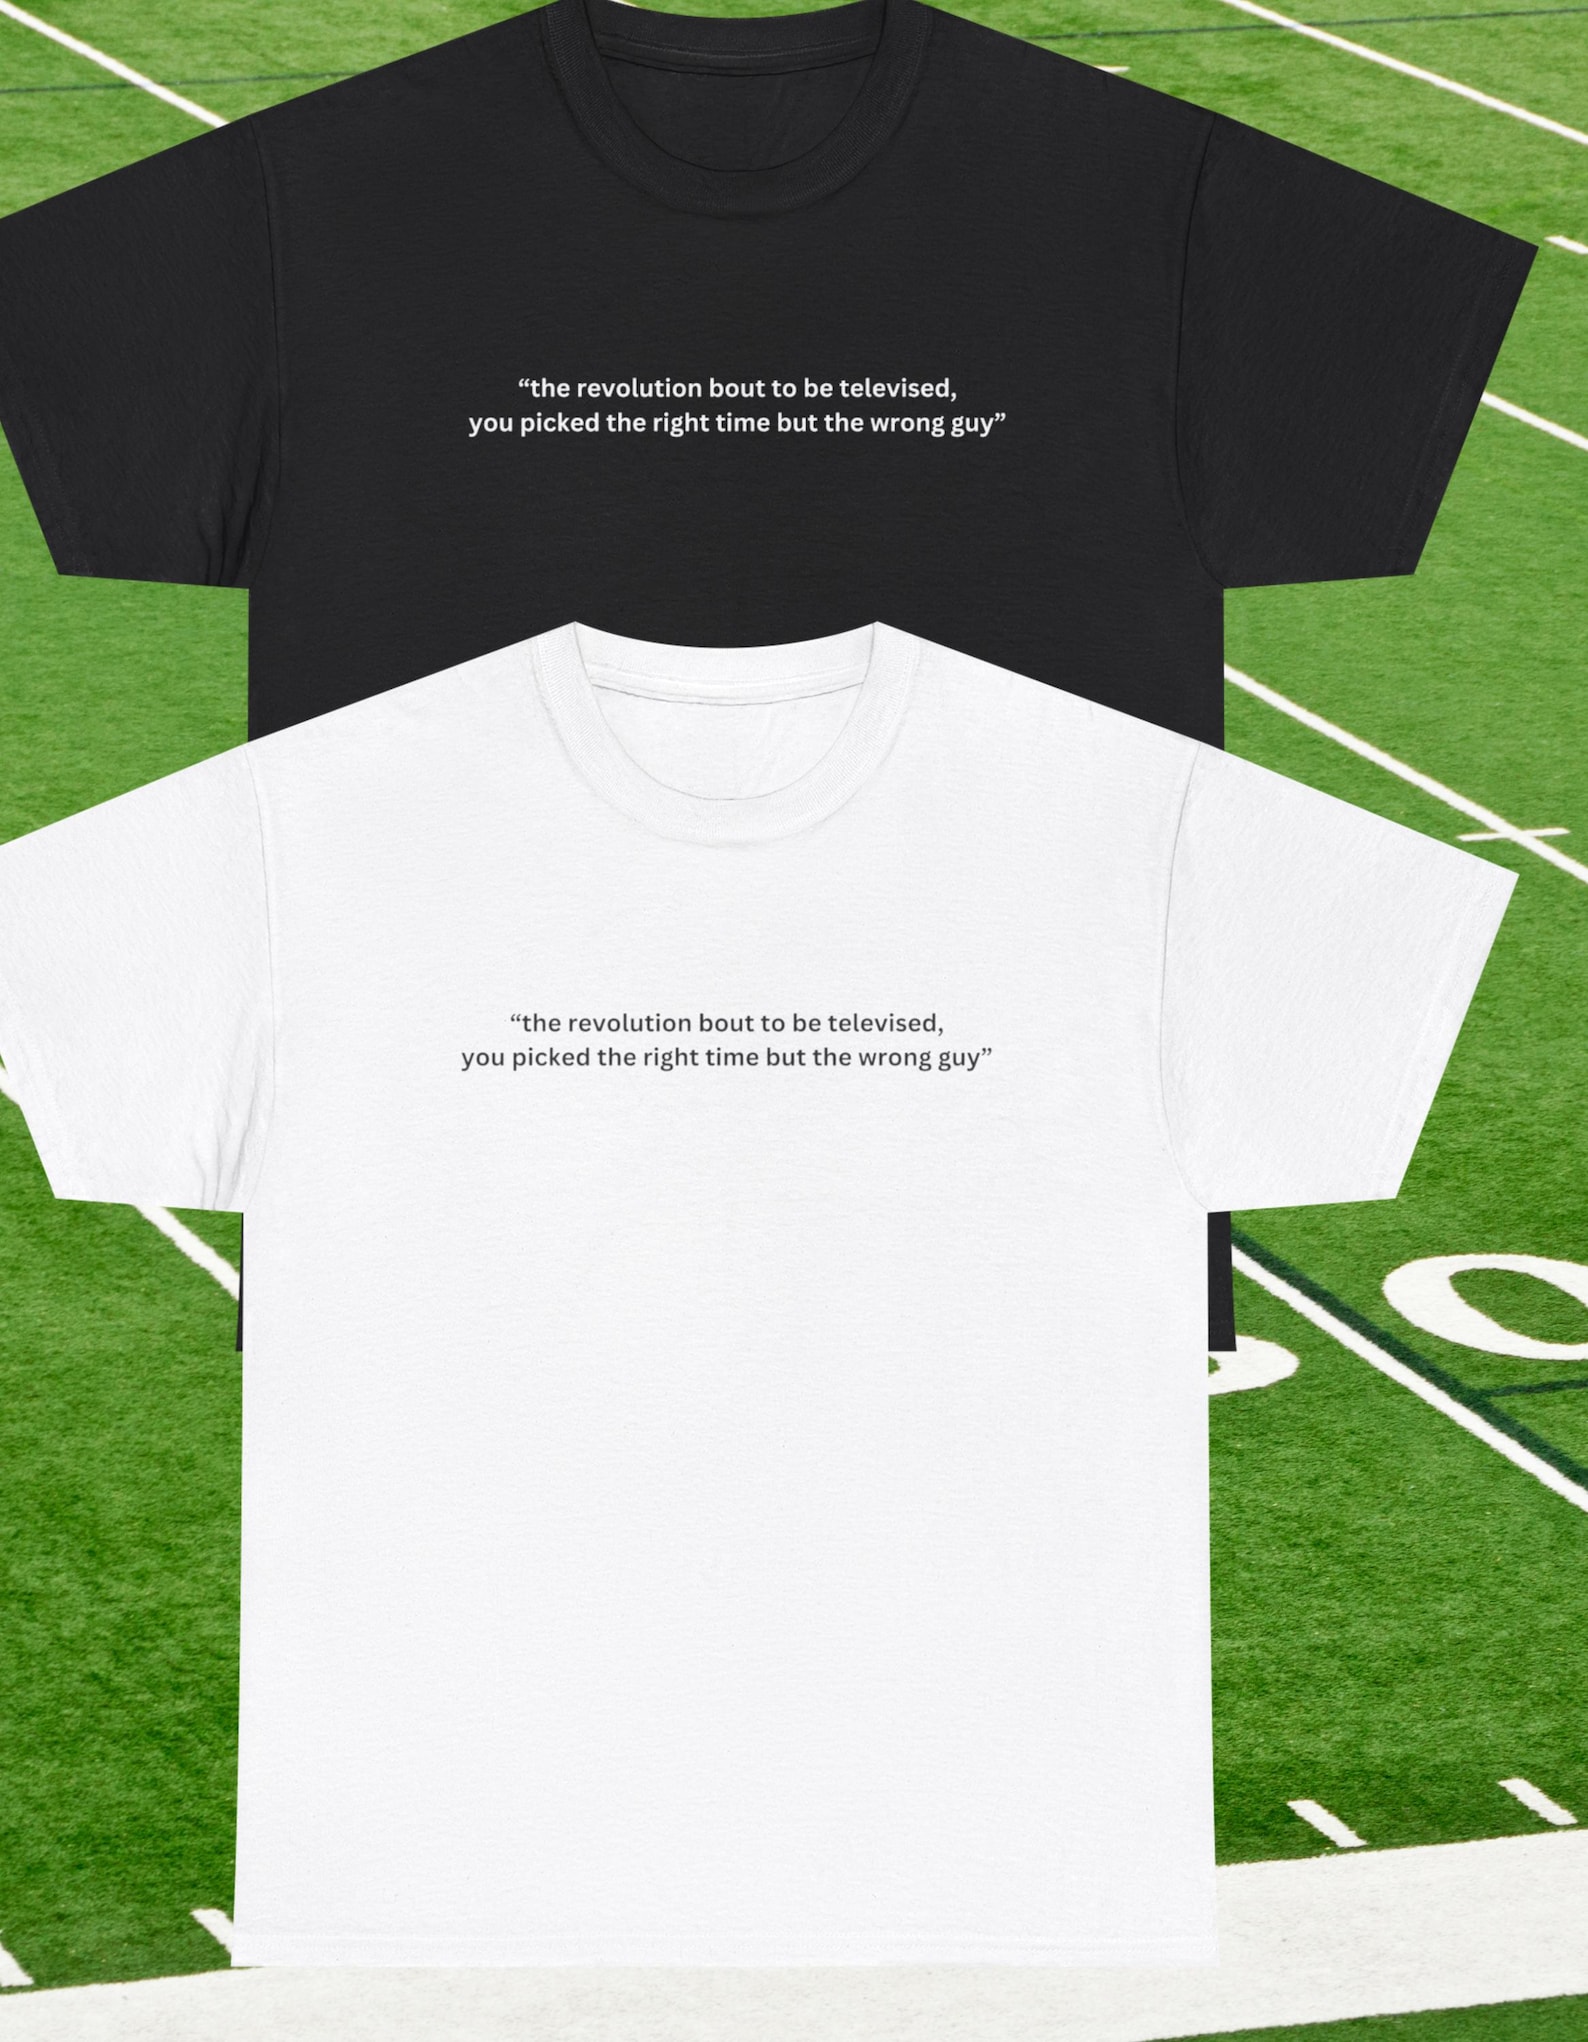 “the revolution bout to be televised,
you picked the right time but the wrong guy”
“the revolution bout to be televised,
you picked the right time but the wrong guy”
0